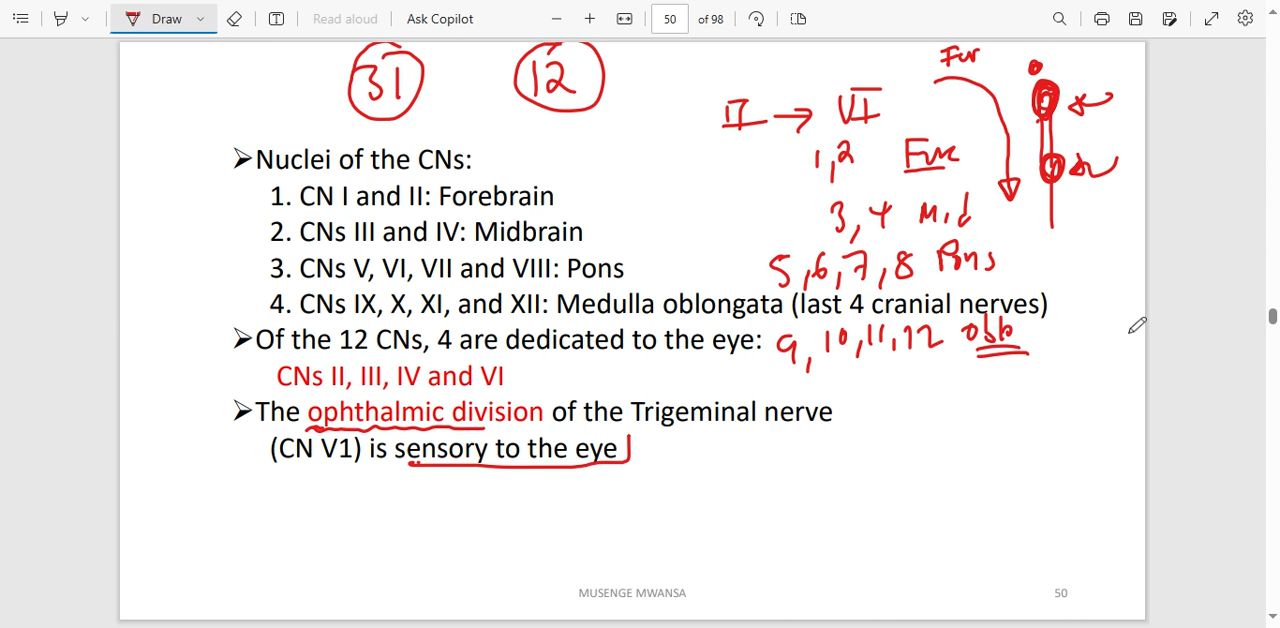 Draw
Read aloud
Ask Copilot
50 of 98
31 12
For
II → VI
1,2
3, 4 Mid
5, 6, 7, 8 Pons
➢Nuclei of the CNs:
1. CN I and II: Forebrain
2. CNs III and IV: Midbrain
3. CNs V, VI, VII and VIII: Pons
4. CNs IX, X, XI, and XII: Medulla oblongata (last 4 cranial nerves)
➢Of the 12 CNs, 4 are dedicated to the eye:
9, 10, 11, 12
CNs II, III, IV and VI
➢The ophthalmic division of the Trigeminal nerve
(CN V1) is sensory to the eye
MUSENGE MWANSA
50